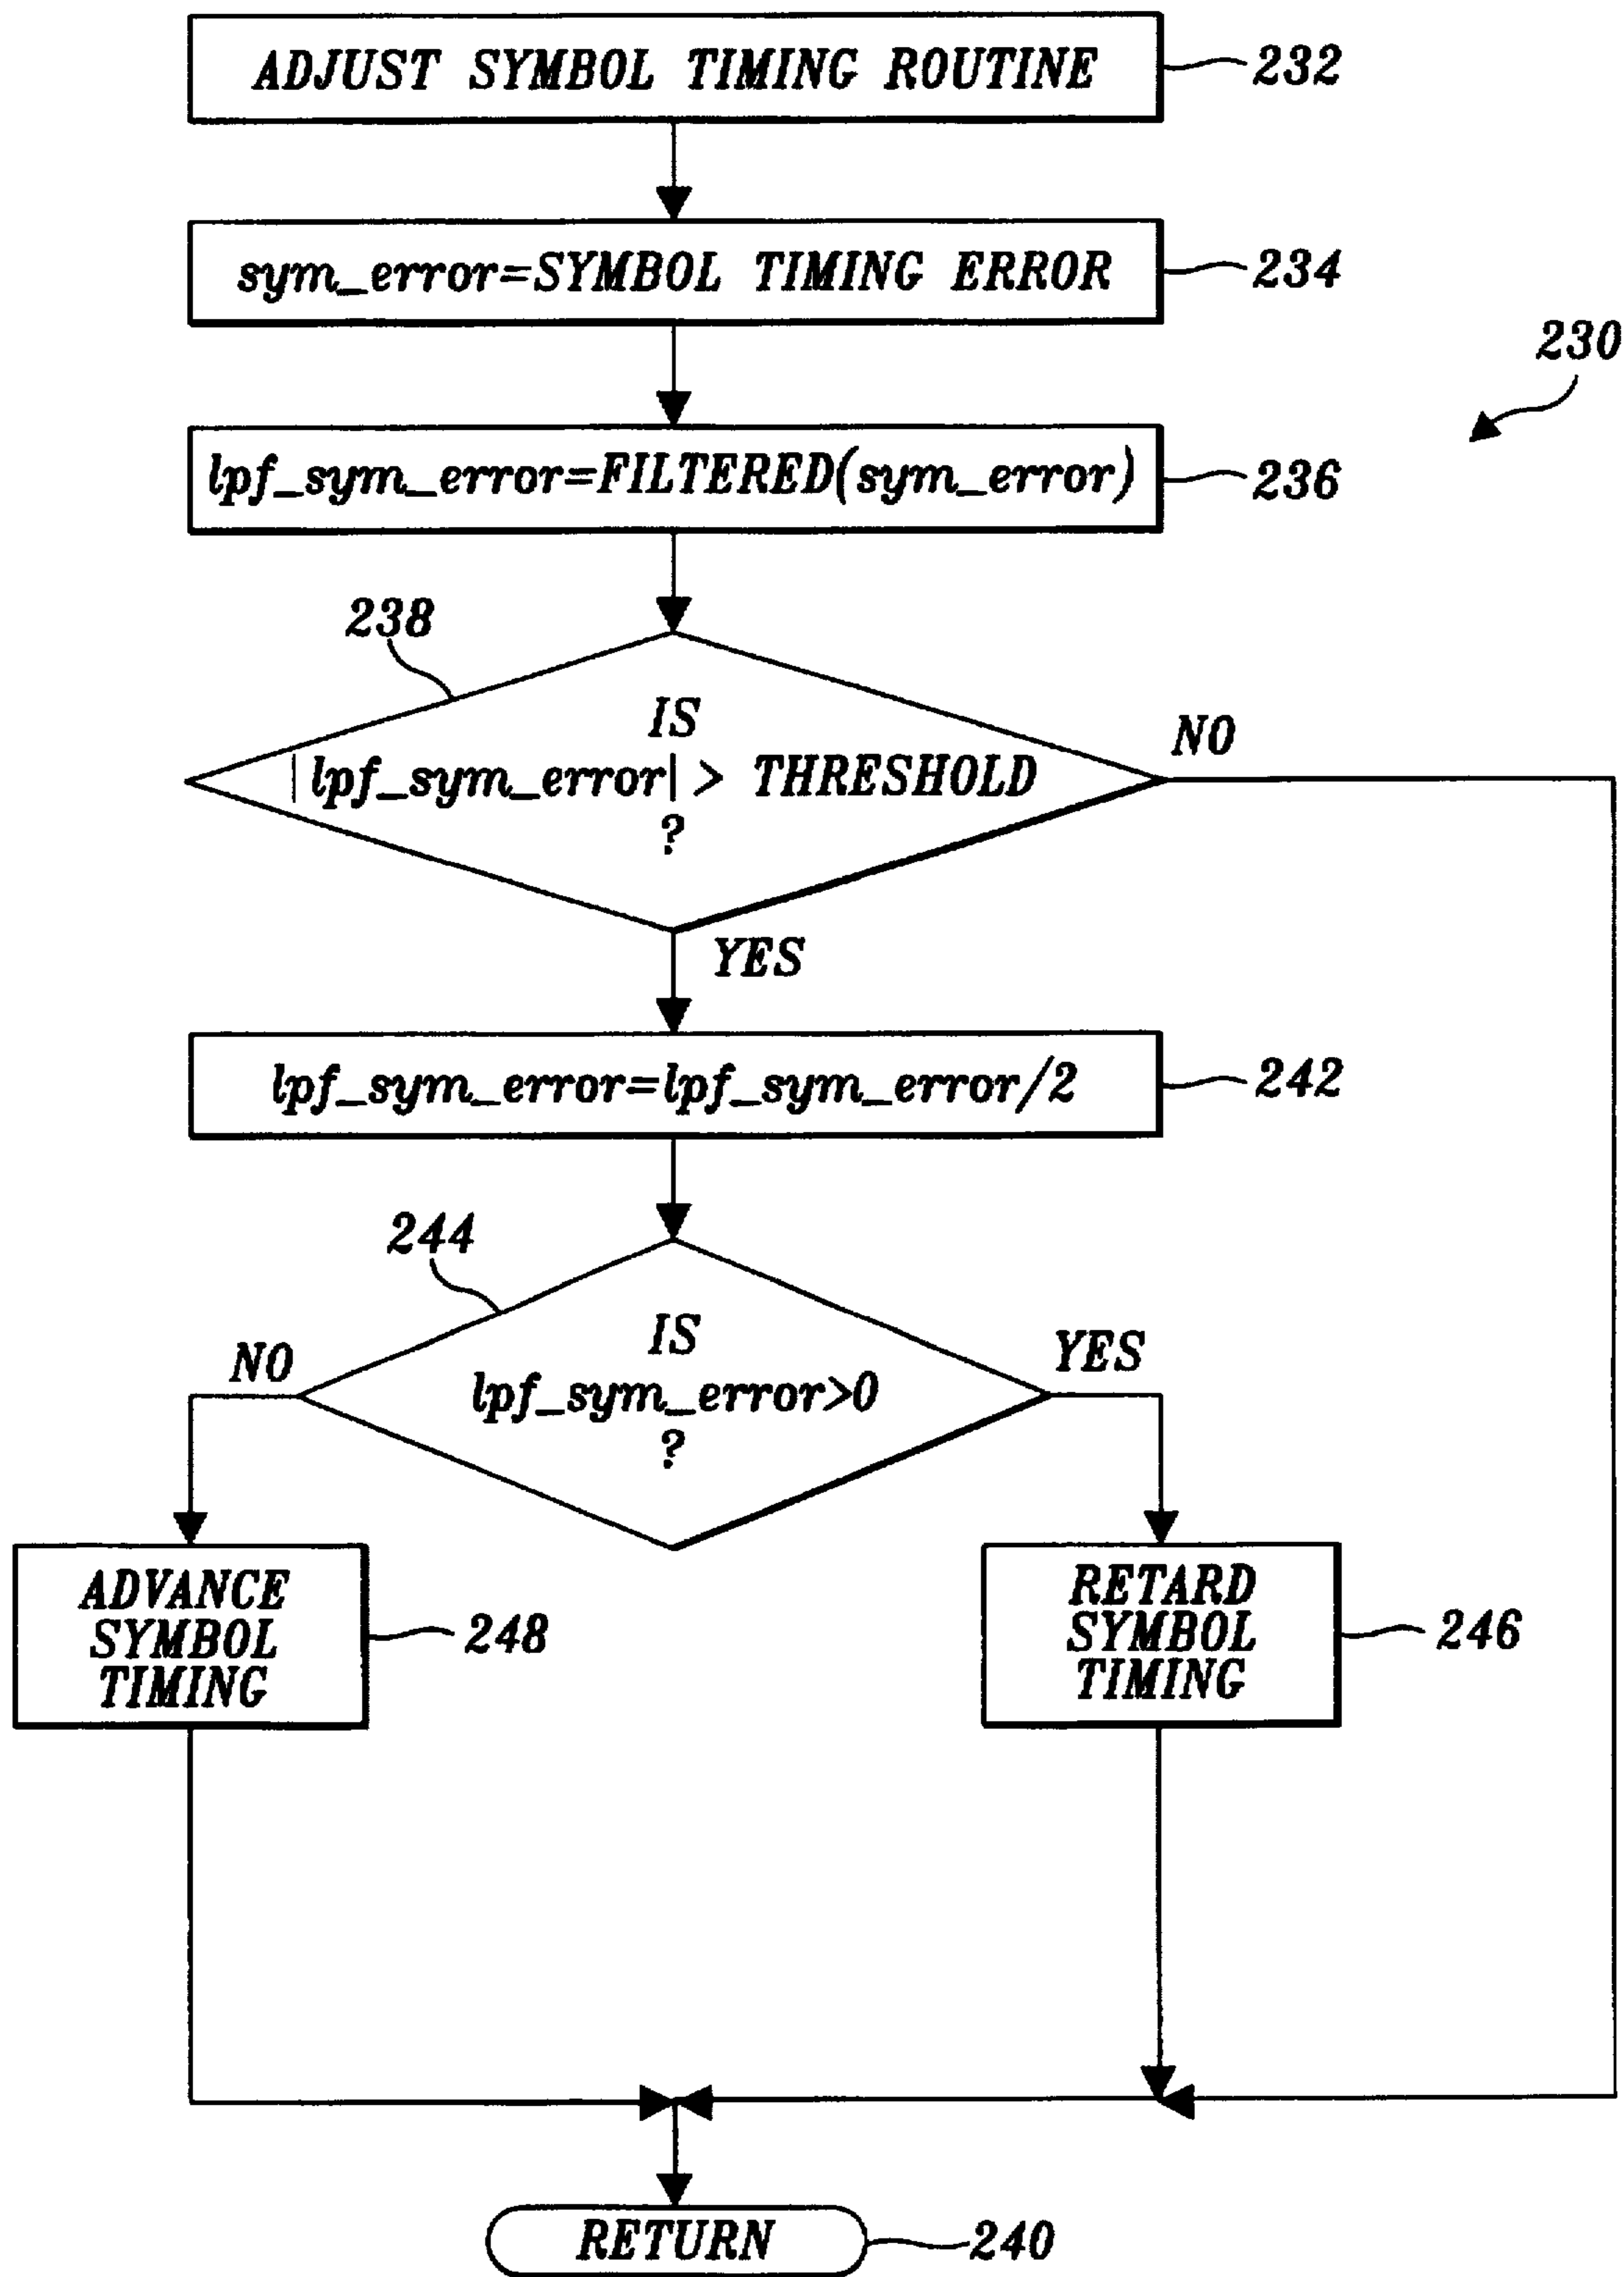 ADJUST SYMBOL TIMING ROUTINE
232
sym_error=SYMBOL TIMING ERROR
234
230
lpf_sym_error=FILTERED(sym_error)
236
238
IS
|lpf_sym_error| > THRESHOLD
?
NO
YES
lpf_sym_error=lpf_sym_error/2
242
244
IS
lpf_sym_error>0
?
NO
YES
ADVANCE
SYMBOL
TIMING
248
RETARD
SYMBOL
TIMING
246
RETURN
240